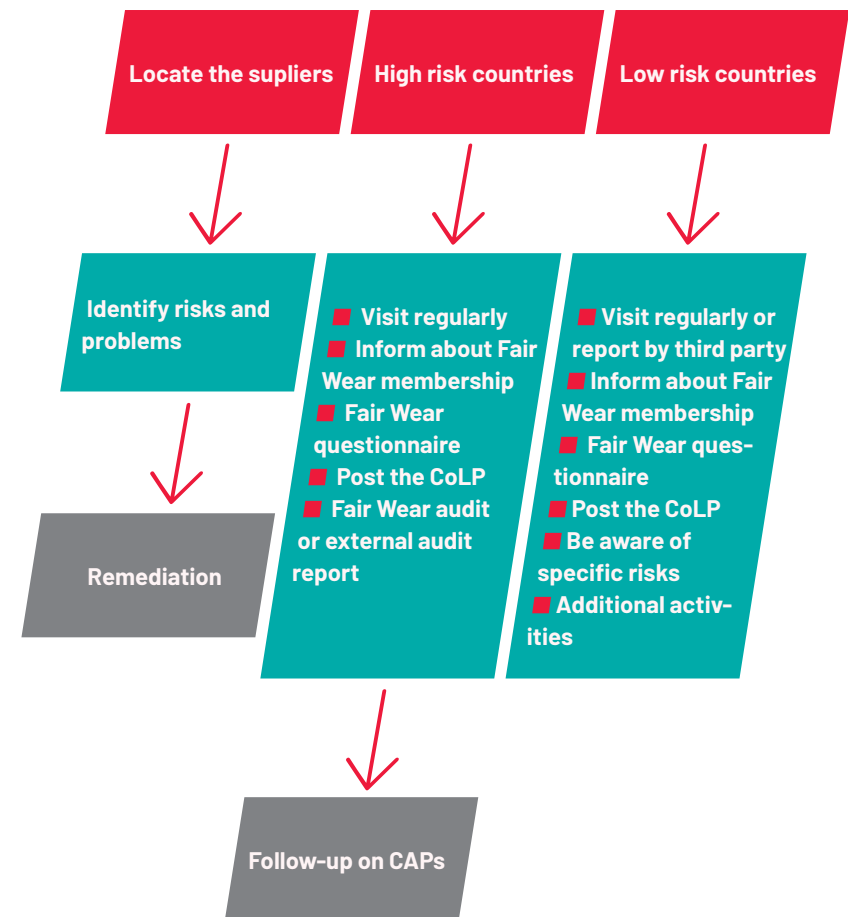 Locate the supliers
High risk countries
Low risk countries
Identify risks and
problems
Remediation
Visit regularly
Inform about Fair
Wear membership
Fair Wear
questionnaire
Post the CoLP
Fair Wear audit
or external audit
report
Visit regularly or
report by third party
Inform about Fair
Wear membership
Fair Wear ques-
tionnaire
Post the CoLP
Be aware of
specific risks
Additional activ-
ities
Follow-up on CAPs